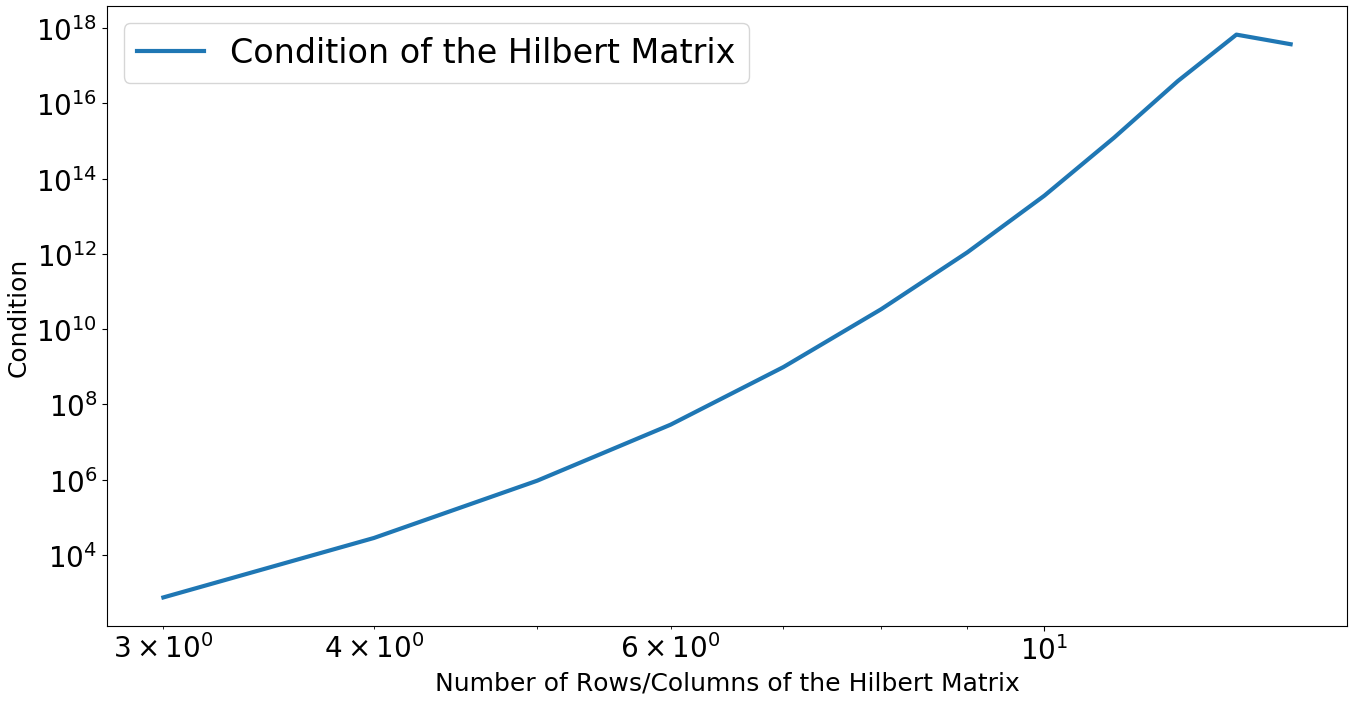 10^18
Condition of the Hilbert Matrix
10^16
10^14
10^12
10^10
10^8
10^6
10^4
Condition
3 × 10^0
4 × 10^0
6 × 10^0
10^1
Number of Rows/Columns of the Hilbert Matrix